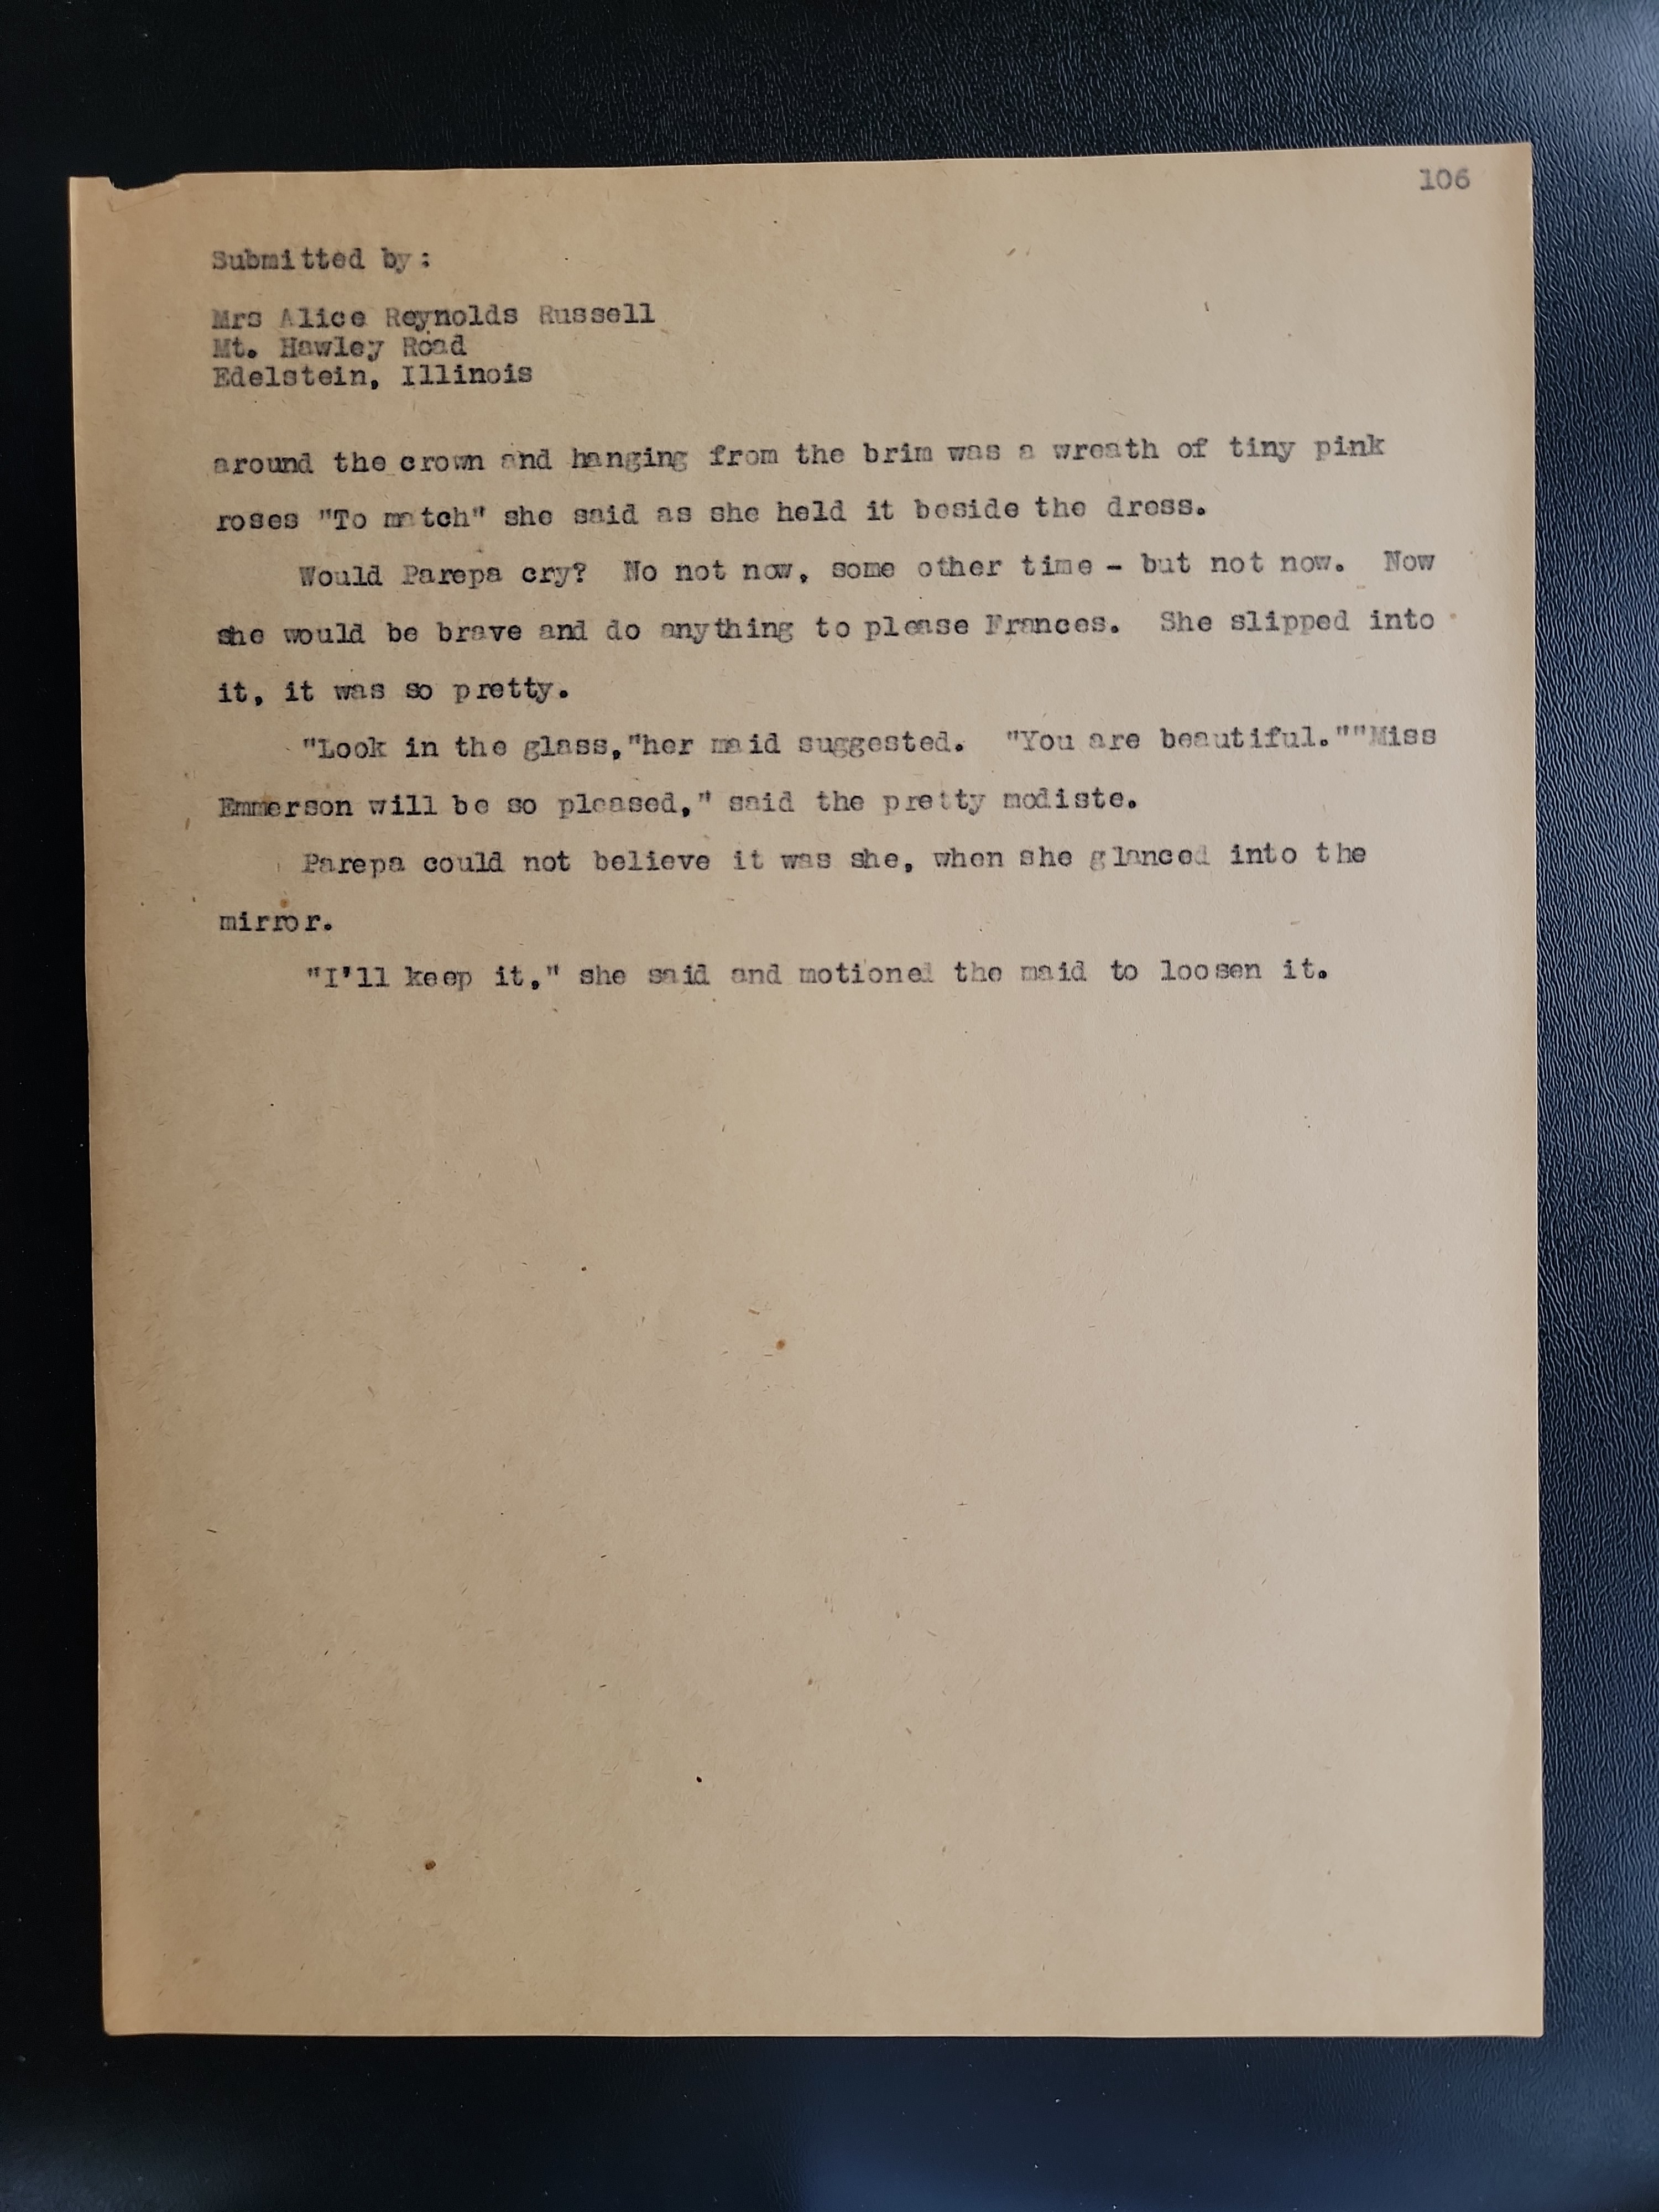 106
Submitted by:
Mrs Alice Reynolds Russell
Mt. Hawley Road
Edelstein, Illinois
around the crown and hanging from the brim was a wreath of tiny pink
roses "To match" she said as she held it beside the dress.
Would Parepa cry?  No not now, some other time - but not now.  Now
she would be brave and do anything to please Frances.  She slipped into
it, it was so pretty.
"Look in the glass,"her maid suggested.  "You are beautiful.""Miss
Emmerson will be so pleased," said the pretty modiste.
Parepa could not believe it was she, when she glanced into the
mirror.
"I'll keep it," she said and motioned the maid to loosen it.